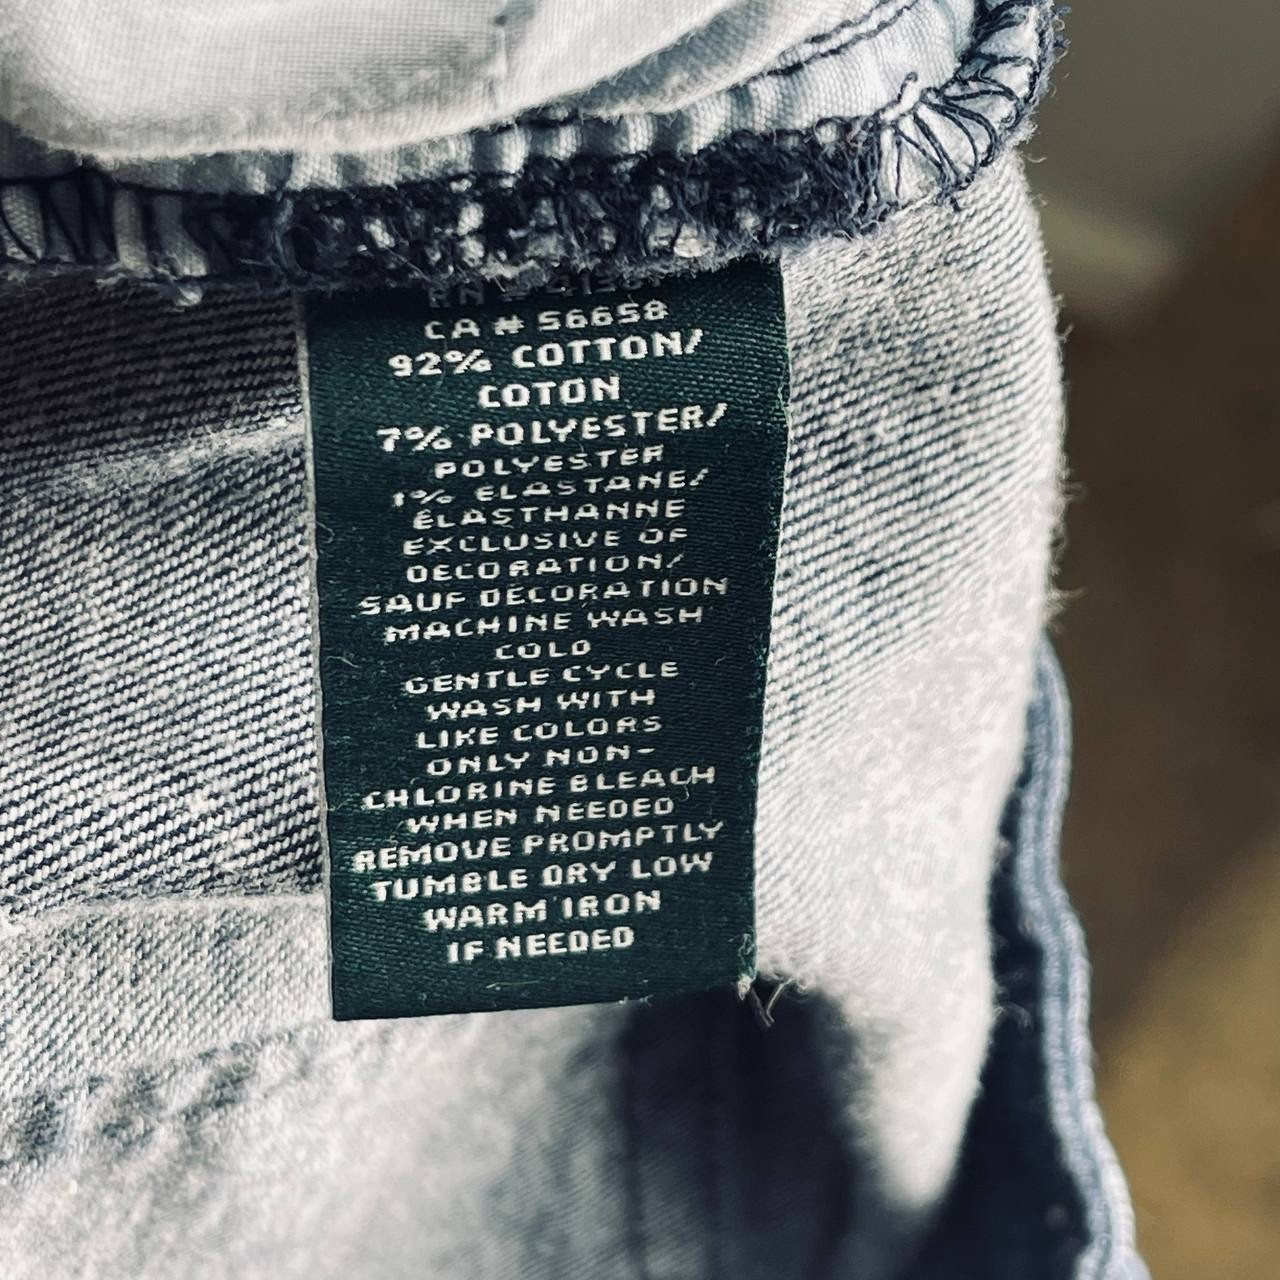 CA # 56658
92% COTTON/
COTON
7% POLYESTER/
POLYESTER
1% ELASTANE/
ÉLASTHANNE
EXCLUSIVE OF
DECORATION/
SAUF DÉCORATION
MACHINE WASH
COLD
GENTLE CYCLE
WASH WITH
LIKE COLORS
ONLY NON-
CHLORINE BLEACH
WHEN NEEDED
REMOVE PROMPTLY
TUMBLE DRY LOW
WARM IRON
IF NEEDED